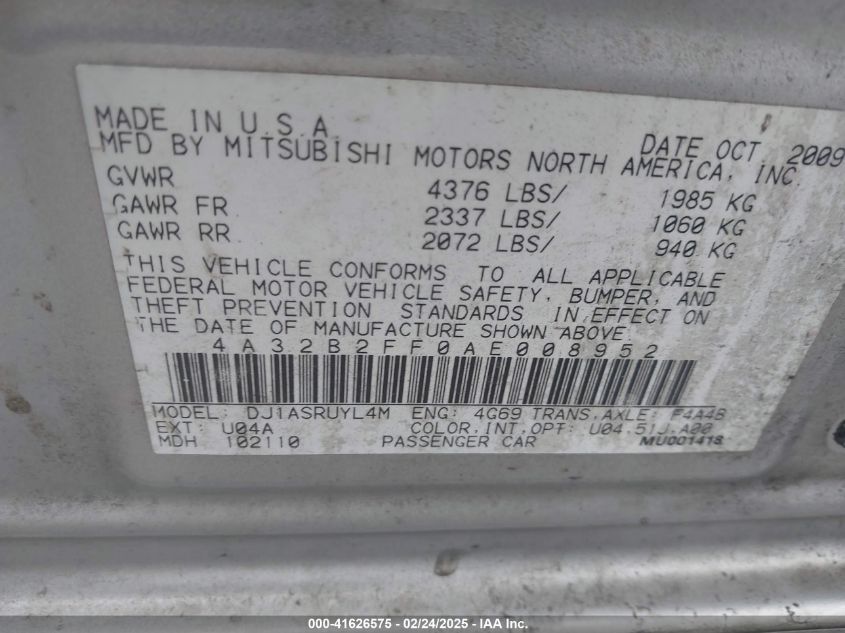 MADE IN U.S.A. DATE OCT 2009
MFD BY MITSUBISHI MOTORS NORTH AMERICA, INC.
GVWR 4376 LBS/ 1985 KG
GAWR FR 2337 LBS/ 1060 KG
GAWR RR 2072 LBS/ 940 KG
THIS VEHICLE CONFORMS TO ALL APPLICABLE
FEDERAL MOTOR VEHICLE SAFETY, BUMPER, AND
THEFT PREVENTION STANDARDS IN EFFECT ON
THE DATE OF MANUFACTURE SHOWN ABOVE.
4A32B2FF0AE008952
MODEL: DJ1ASRUYL4M ENG: 4G69 TRANS.AXLE: F4A4B
EXT: U04A COLOR.INT.OPT: U04.51J.A00
MDH 102110 PASSENGER CAR MU001418
000-41626575 - 02/24/2025 - COPYRIGHT IAA, LLC.